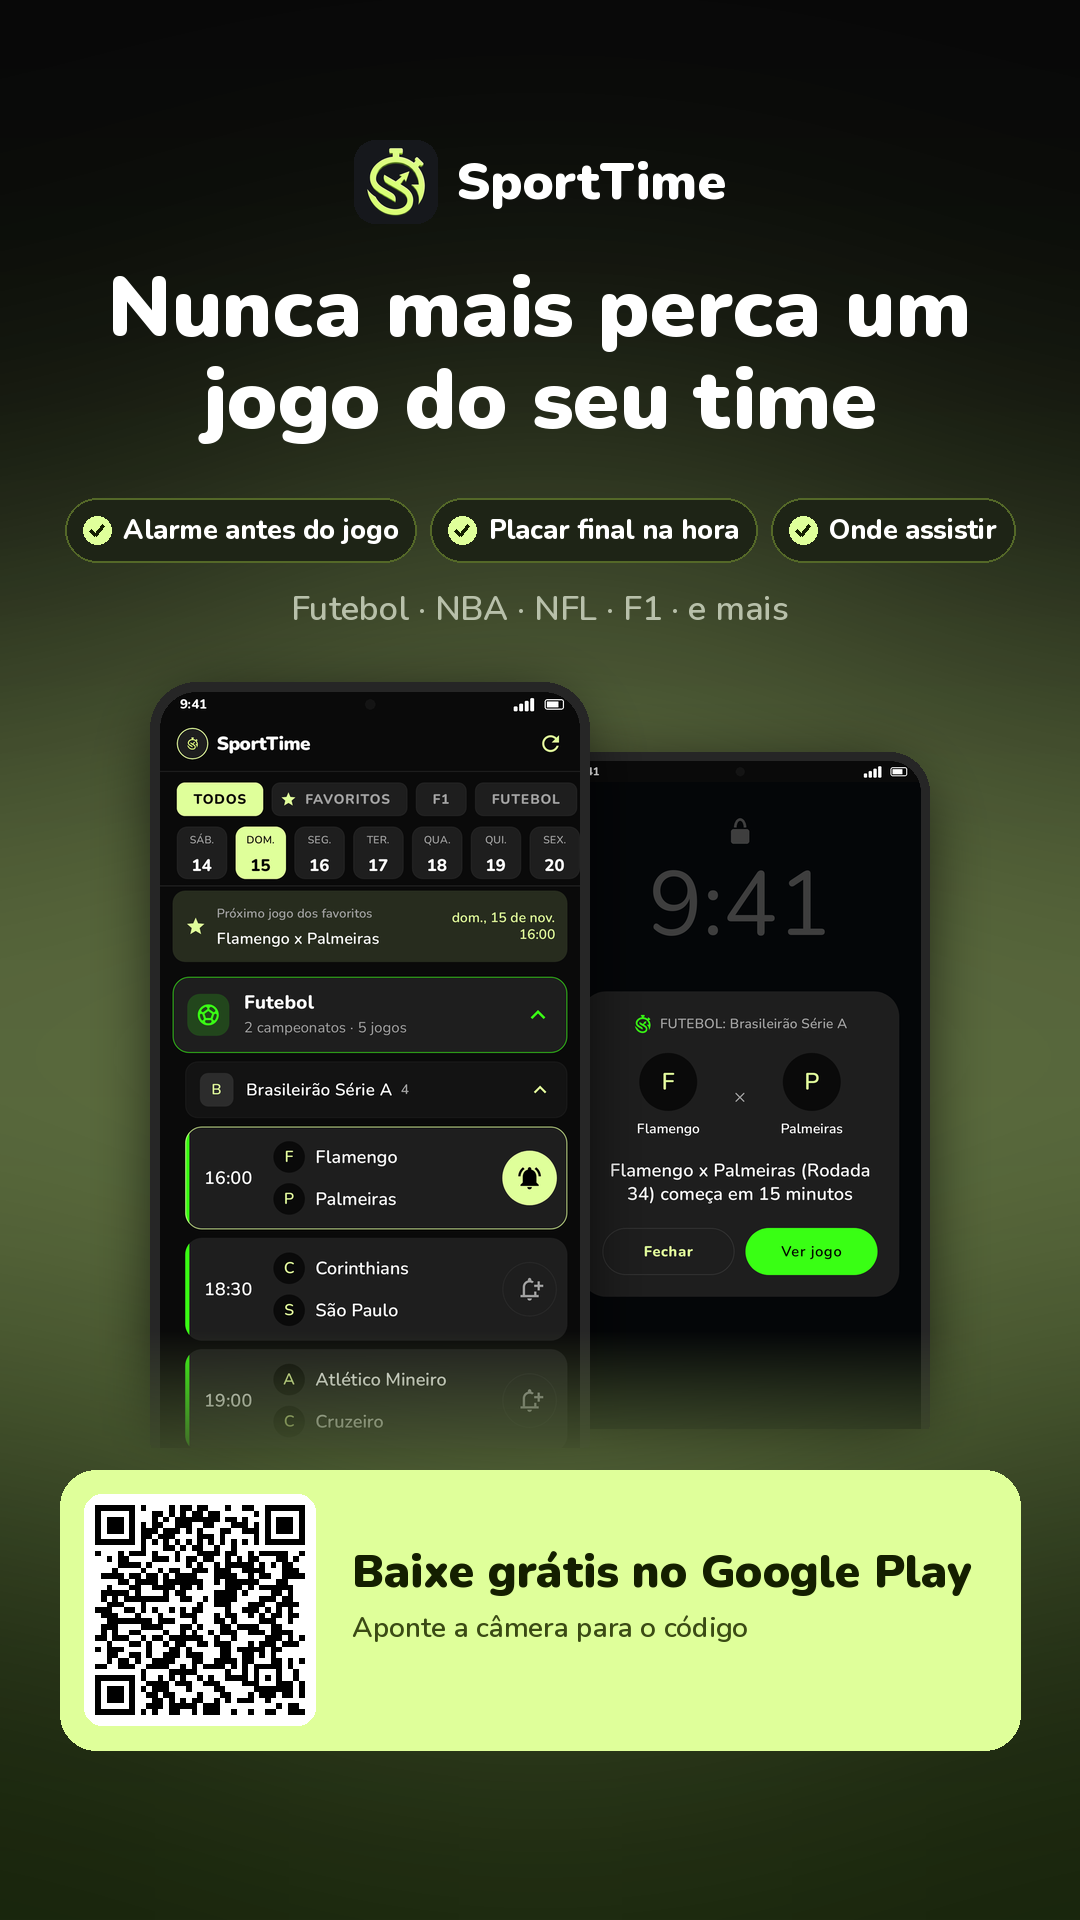 SportTime
Nunca mais perca um
jogo do seu time
Alarme antes do jogo
Placar final na hora
Onde assistir
Futebol · NBA · NFL · F1 · e mais
9:41
SportTime
TODOS
FAVORITOS
F1
FUTEBOL
SÁB. DOM. SEG. TER. QUA. QUI. SEX.
14 15 16 17 18 19 20
Próximo jogo dos favoritos
Flamengo x Palmeiras
dom., 15 de nov.
16:00
Futebol
2 campeonatos · 5 jogos
B Brasileirão Série A 4
16:00
F Flamengo
P Palmeiras
18:30
C Corinthians
S São Paulo
19:00
A Atlético Mineiro
C Cruzeiro
41
9:41
FUTEBOL: Brasileirão Série A
F × P
Flamengo Palmeiras
Flamengo x Palmeiras (Rodada
34) começa em 15 minutos
Fechar
Ver jogo
Baixe grátis no Google Play
Aponte a câmera para o código